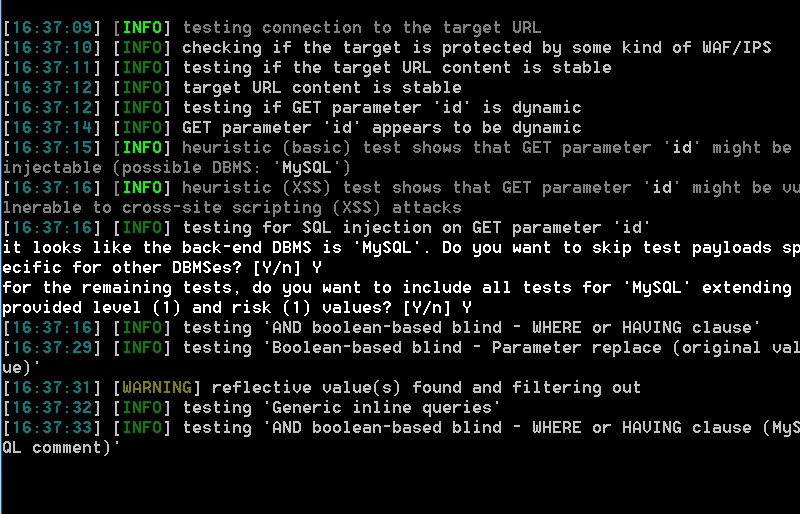 [16:37:09] [INFO] testing connection to the target URL
[16:37:10] [INFO] checking if the target is protected by some kind of WAF/IPS
[16:37:11] [INFO] testing if the target URL content is stable
[16:37:12] [INFO] target URL content is stable
[16:37:12] [INFO] testing if GET parameter 'id' is dynamic
[16:37:14] [INFO] GET parameter 'id' appears to be dynamic
[16:37:15] [INFO] heuristic (basic) test shows that GET parameter 'id' might be
injectable (possible DBMS: 'MySQL')
[16:37:16] [INFO] heuristic (XSS) test shows that GET parameter 'id' might be vu
lnerable to cross-site scripting (XSS) attacks
[16:37:16] [INFO] testing for SQL injection on GET parameter 'id'
it looks like the back-end DBMS is 'MySQL'. Do you want to skip test payloads sp
ecific for other DBMSes? [Y/n] Y
for the remaining tests, do you want to include all tests for 'MySQL' extending
provided level (1) and risk (1) values? [Y/n] Y
[16:37:16] [INFO] testing 'AND boolean-based blind - WHERE or HAVING clause'
[16:37:29] [INFO] testing 'Boolean-based blind - Parameter replace (original val
ue)'
[16:37:31] [WARNING] reflective value(s) found and filtering out
[16:37:32] [INFO] testing 'Generic inline queries'
[16:37:33] [INFO] testing 'AND boolean-based blind - WHERE or HAVING clause (MyS
QL comment)'